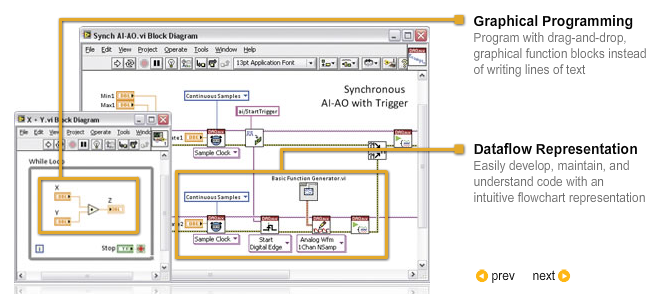 Synch AI-AO.vi Block Diagram
File Edit View Project Operate Tools Window Help
13pt Application Font
Synchronous
AI-AO with Trigger
Min1
Max1
Continuous Samples
ai/StartTrigger
Sample Clock
Basic Function Generator.vi
Continuous Samples
Sample Clock
Start
Digital Edge
Analog Wfm
1Chan NSamp
X + Y.vi Block Diagram
File Edit View Project Operate Tools
While Loop
X
Y
Z
Stop
Graphical Programming
Program with drag-and-drop,
graphical function blocks instead
of writing lines of text
Dataflow Representation
Easily develop, maintain, and
understand code with an
intuitive flowchart representation
prev next